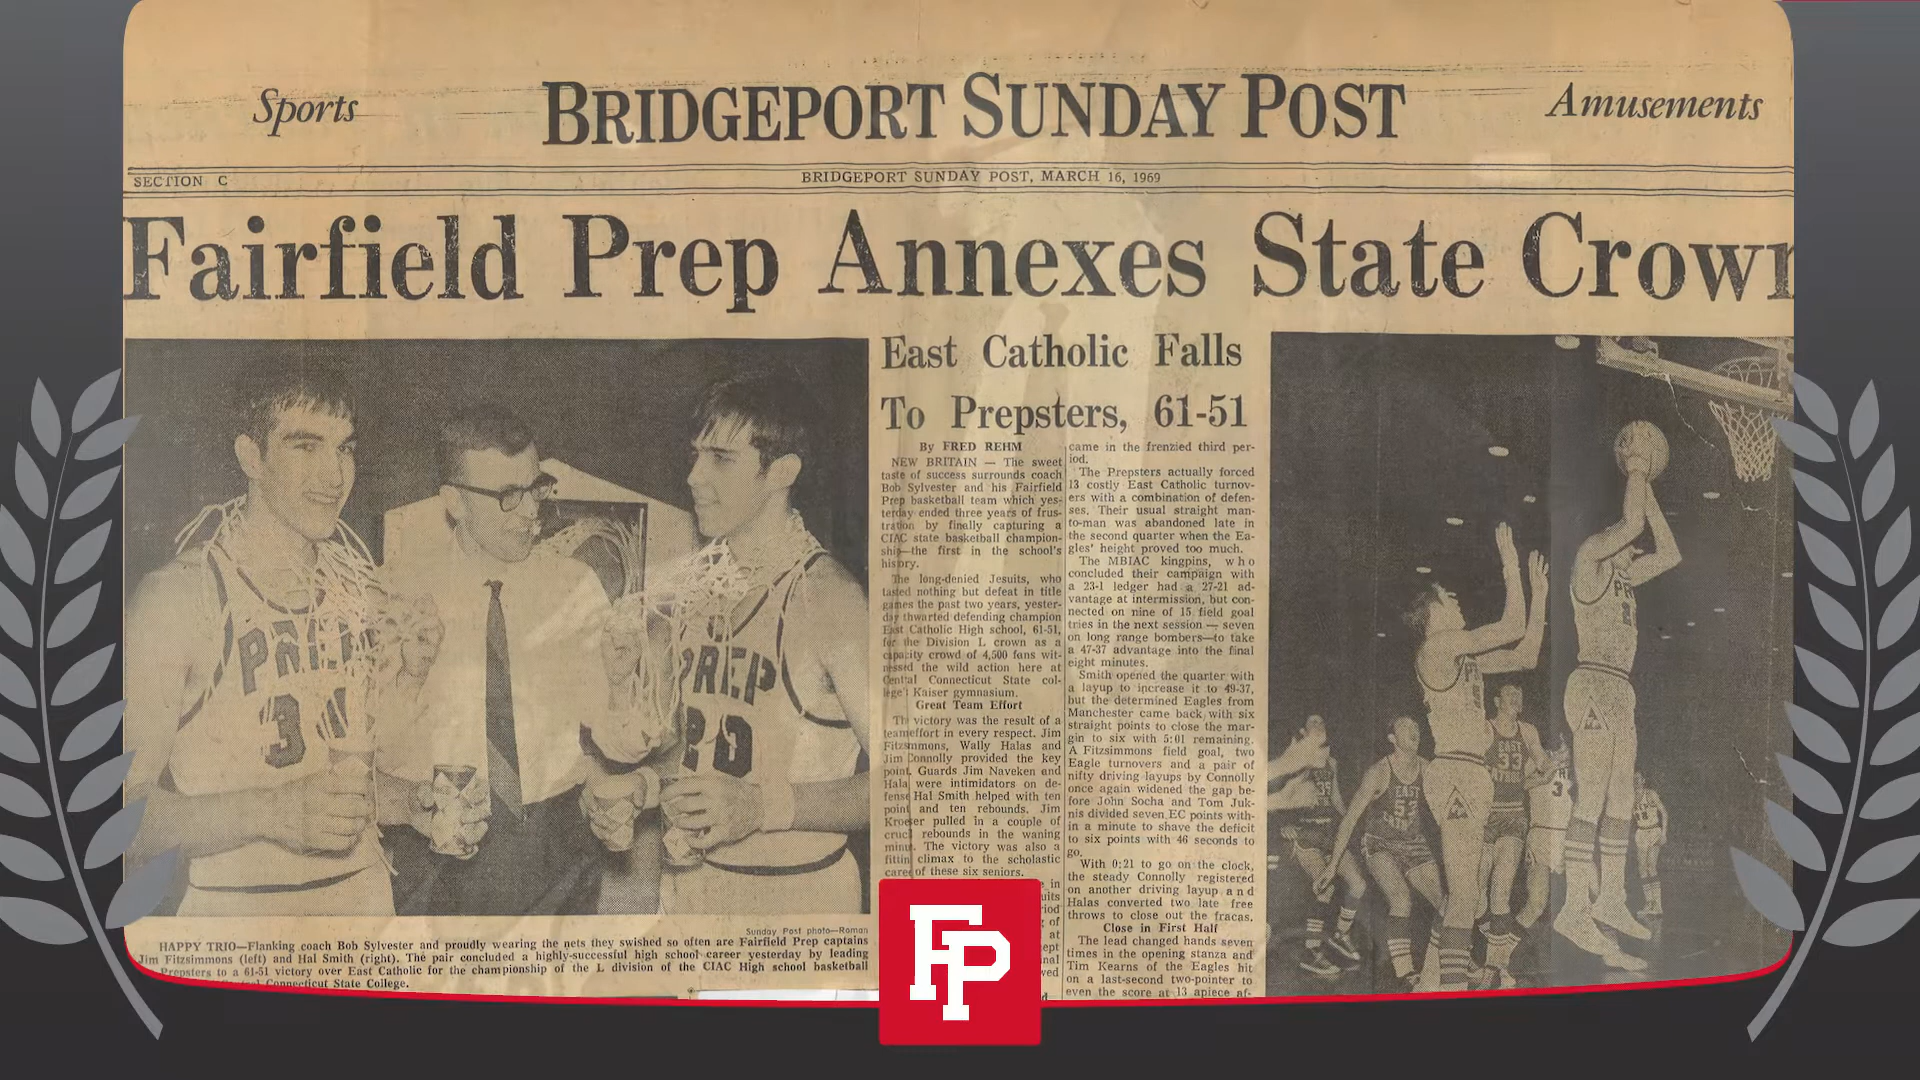 Sports
BRIDGEPORT SUNDAY POST
Amusements
SECTION C
BRIDGEPORT SUNDAY POST, MARCH 16, 1969
Fairfield Prep Annexes State Crown
East Catholic Falls
To Prepsters, 61-51
By FRED REHM
NEW BRITAIN — The sweet
taste of success surrounds coach
Bob Sylvester and his Fairfield
Prep basketball team which yes-
terday ended three years of frus-
tration by finally capturing a
CIAC state basketball champion-
ship—the first in the school's
history.
The long-denied Jesuits, who
tasted nothing but defeat in title
games the past two years, yester-
day thwarted defending champion
East Catholic High school, 61-51,
for the Division L crown as a
capacity crowd of 4,500 fans wit-
nessed the wild action here at
Central Connecticut State col-
lege's Kaiser gymnasium.
Great Team Effort
The victory was the result of a
team effort in every respect. Jim
Fitzsimmons, Wally Halas and
Jim Connolly provided the key
point. Guards Jim Naveken and
Hala were intimidators on de-
fense Hal Smith helped with ten
point and ten rebounds. Jim
Kroeser pulled in a couple of
cruci rebounds in the waning
minut. The victory was also a
fittin climax to the scholastic
career of these six seniors.
came in the frenzied third per-
iod.
The Prepsters actually forced
13 costly East Catholic turnov-
ers with a combination of defen-
ses. Their usual straight man-
to-man was abandoned late in
the second quarter when the Ea-
gles' height proved too much.
The MBIAC kingpins, who
concluded their campaign with
a 23-1 ledger had a 27-21 ad-
vantage at intermission, but con-
nected on nine of 15 field goal
tries in the next session — seven
on long range bombers—to take
a 47-37 advantage into the final
eight minutes.
Smith opened the quarter with
a layup to increase it to 49-37,
but the determined Eagles from
Manchester came back with six
straight points to close the mar-
gin to six with 5:01 remaining.
A Fitzsimmons field goal, two
Eagle turnovers and a pair of
nifty driving layups by Connolly
once again widened the gap be-
fore John Socha and Tom Juk-
nis divided seven EC points with-
in a minute to shave the deficit
to six points with 46 seconds to
go.
With 0:21 to go on the clock,
the steady Connolly registered
on another driving layup and
Halas converted two late free
throws to close out the fracas.
Close in First Half
The lead changed hands seven
times in the opening stanza and
Tim Kearns of the Eagles hit
on a last-second two-pointer to
even the score at 13 apiece af-
PREP
31
PREP
20
EAST
53
EAST
33
Sunday Post photo—Roman
HAPPY TRIO—Flanking coach Bob Sylvester and proudly wearing the nets they swished so often are Fairfield Prep captains
Jim Fitzsimmons (left) and Hal Smith (right). The pair concluded a highly-successful high school career yesterday by leading
Prepsters to a 61-51 victory over East Catholic for the championship of the L division of the CIAC High school basketball
Connecticut State College.
FP